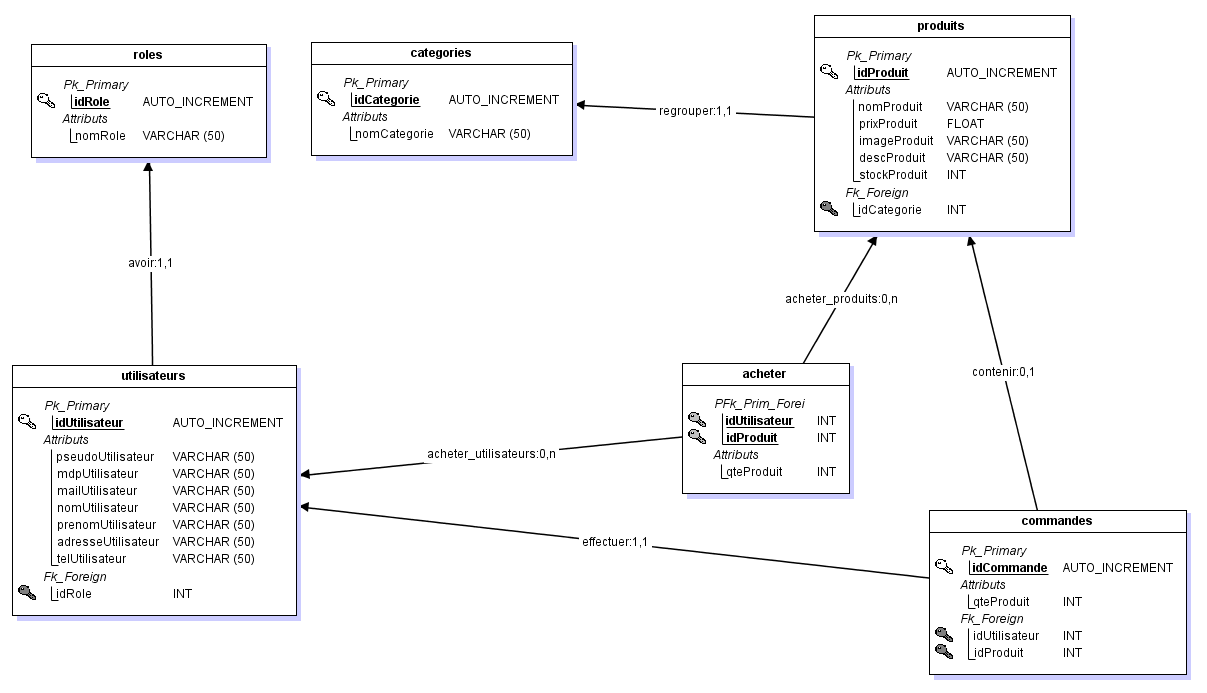 roles
Pk_Primary
idRole AUTO_INCREMENT
Attributs
nomRole VARCHAR (50)
categories
Pk_Primary
idCategorie AUTO_INCREMENT
Attributs
nomCategorie VARCHAR (50)
regrouper:1,1
produits
Pk_Primary
idProduit AUTO_INCREMENT
Attributs
nomProduit VARCHAR (50)
prixProduit FLOAT
imageProduit VARCHAR (50)
descProduit VARCHAR (50)
stockProduit INT
Fk_Foreign
idCategorie INT
avoir:1,1
acheter_produits:0,n
contenir:0,1
utilisateurs
Pk_Primary
idUtilisateur AUTO_INCREMENT
Attributs
pseudoUtilisateur VARCHAR (50)
mdpUtilisateur VARCHAR (50)
mailUtilisateur VARCHAR (50)
nomUtilisateur VARCHAR (50)
prenomUtilisateur VARCHAR (50)
adresseUtilisateur VARCHAR (50)
telUtilisateur VARCHAR (50)
Fk_Foreign
idRole INT
acheter_utilisateurs:0,n
acheter
PFk_Prim_Forei
idUtilisateur INT
idProduit INT
Attributs
qteProduit INT
effectuer:1,1
commandes
Pk_Primary
idCommande AUTO_INCREMENT
Attributs
qteProduit INT
Fk_Foreign
idUtilisateur INT
idProduit INT